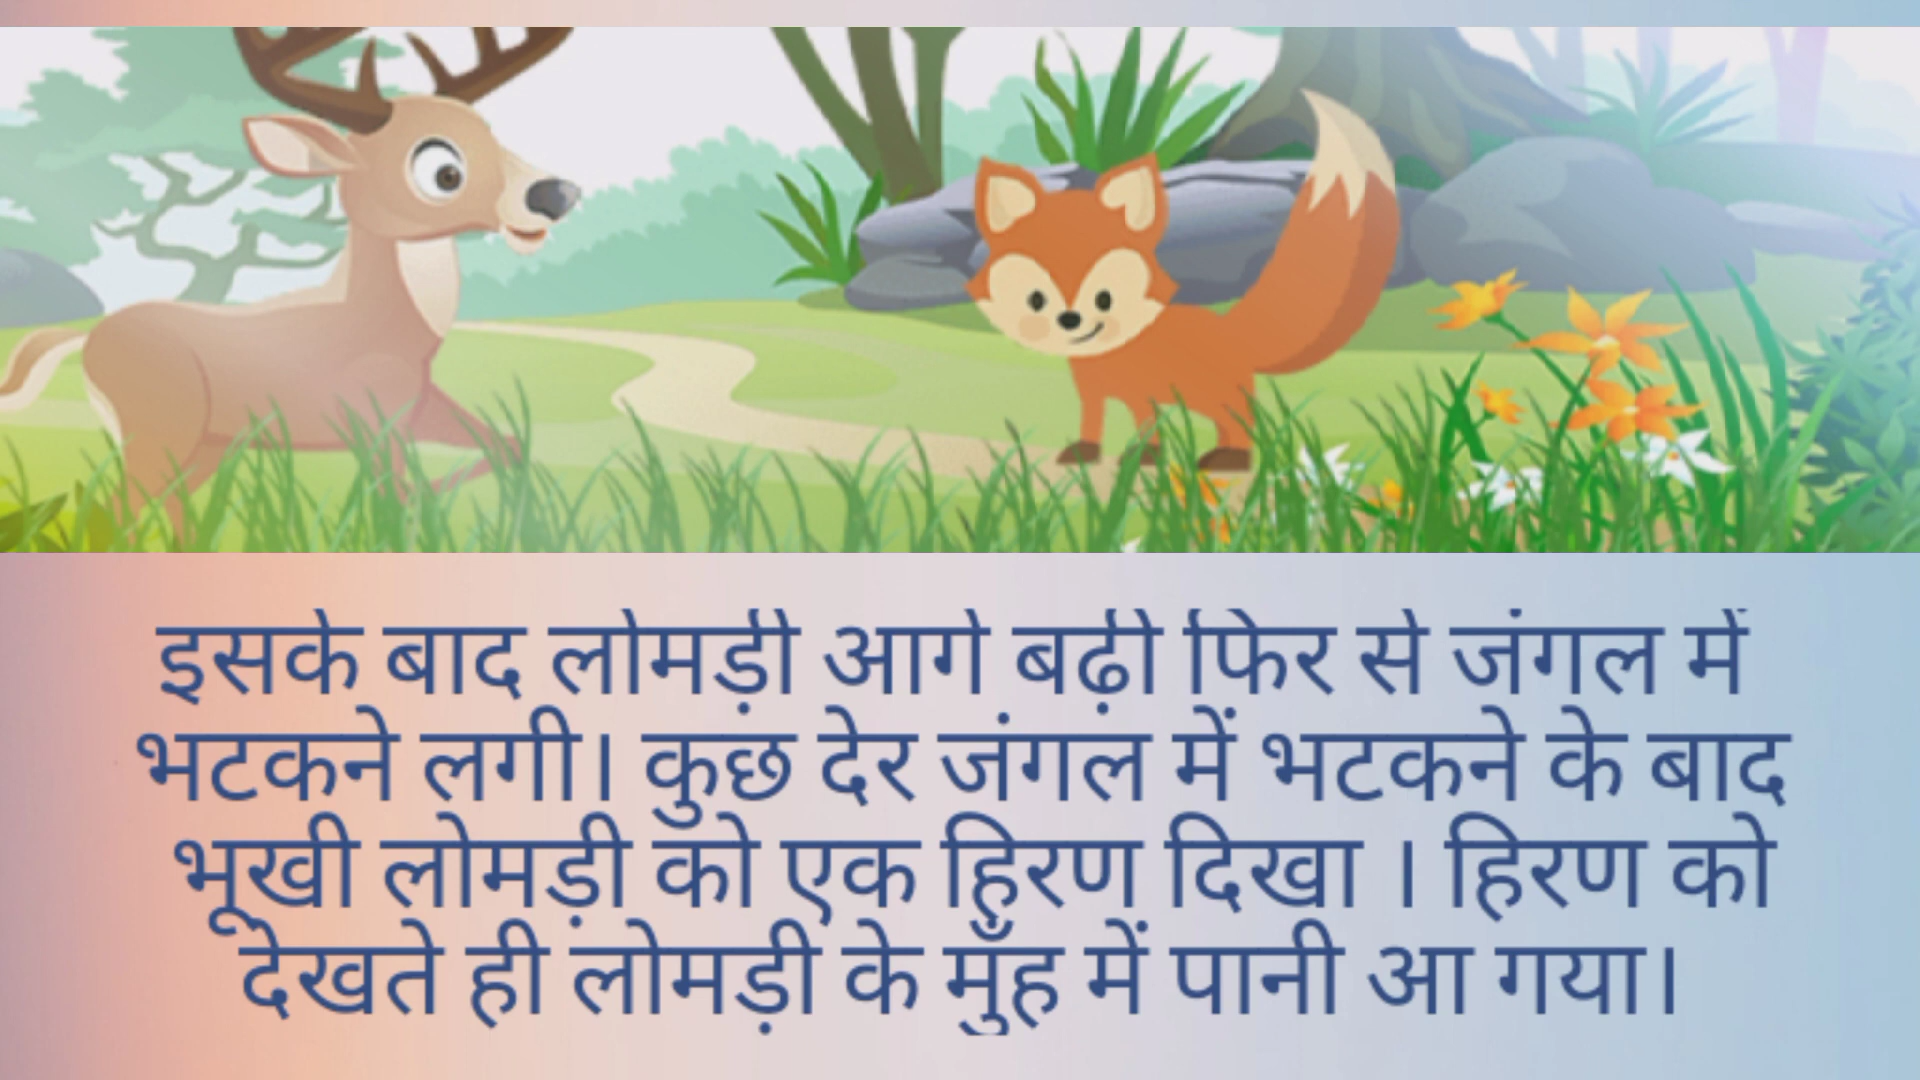 इसके बाद लोमड़ी आगे बढ़ी फिर से जंगल में
भटकने लगी। कुछ देर जंगल में भटकने के बाद
भूखी लोमड़ी को एक हिरण दिखा । हिरण को
देखते ही लोमड़ी के मुँह में पानी आ गया।